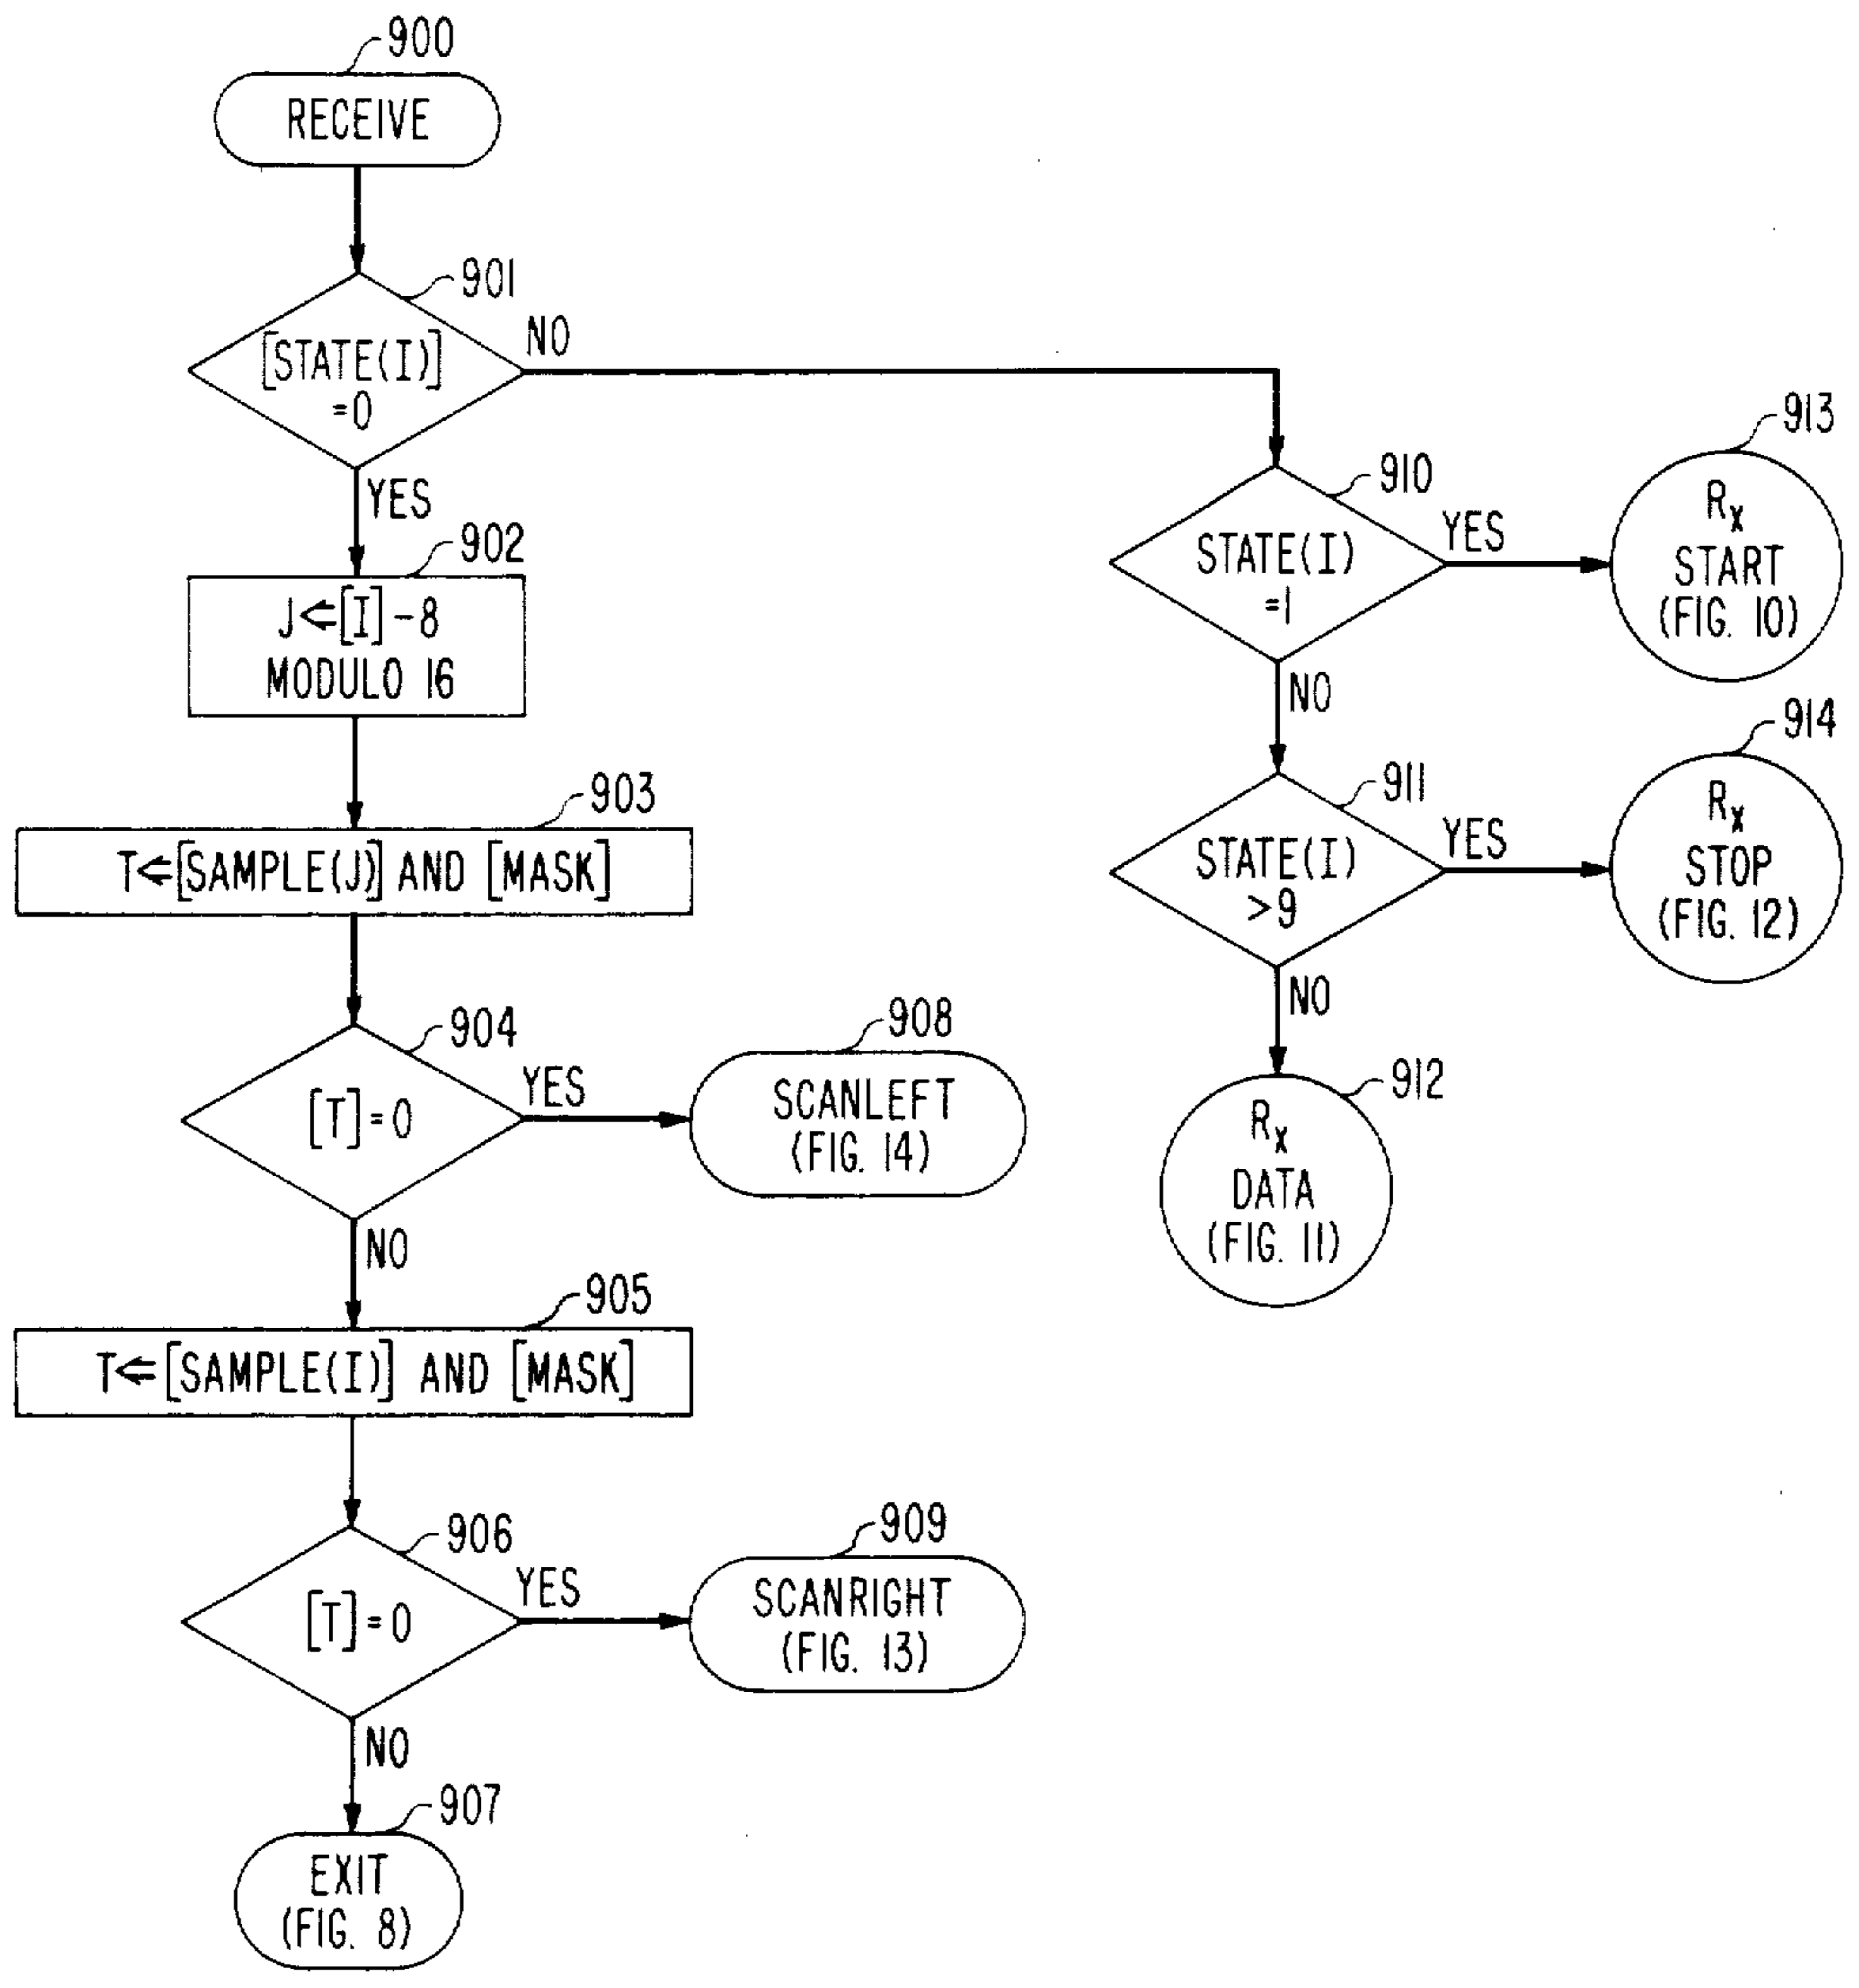 900
RECEIVE
901
[STATE(I)]
=0
NO
YES
902
J⇐[I]-8
MODULO 16
903
T⇐[SAMPLE(J)] AND [MASK]
904
[T]=0
YES
908
SCANLEFT
(FIG. 14)
NO
905
T⇐[SAMPLE(I)] AND [MASK]
906
[T]=0
YES
909
SCANRIGHT
(FIG. 13)
NO
907
EXIT
(FIG. 8)
910
STATE(I)
=1
YES
913
Rx
START
(FIG. 10)
NO
911
STATE(I)
>9
YES
914
Rx
STOP
(FIG. 12)
NO
912
Rx
DATA
(FIG. 11)